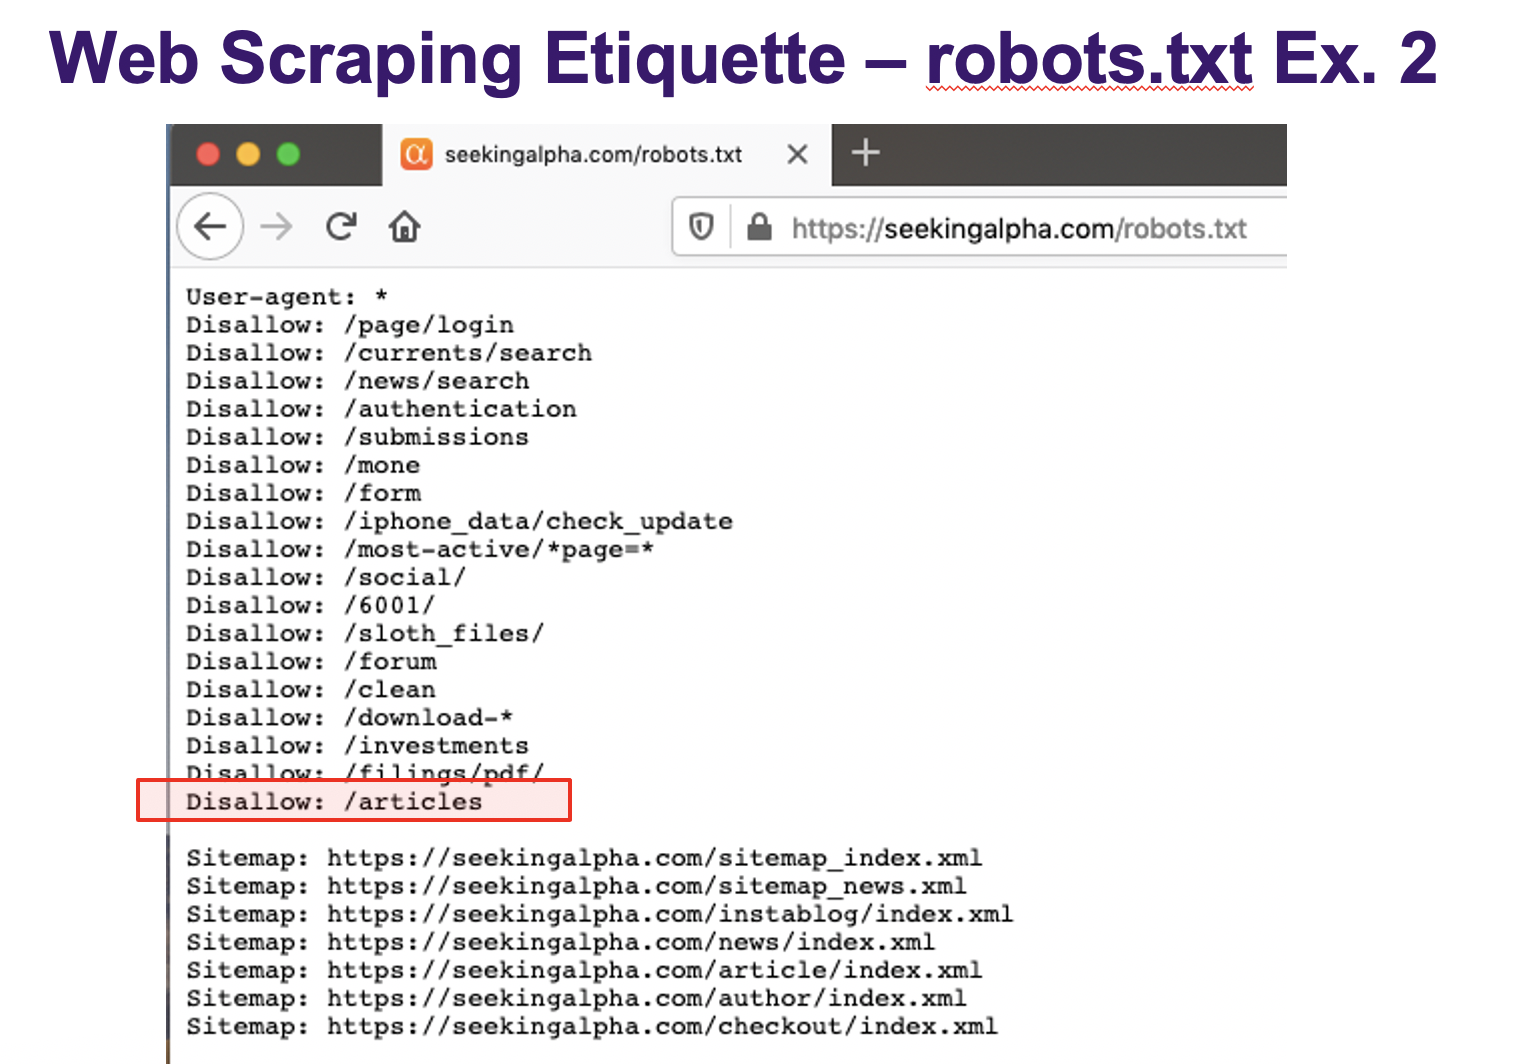 Web Scraping Etiquette – robots.txt Ex. 2
seekingalpha.com/robots.txt
https://seekingalpha.com/robots.txt
User-agent: *
Disallow: /page/login
Disallow: /currents/search
Disallow: /news/search
Disallow: /authentication
Disallow: /submissions
Disallow: /mone
Disallow: /form
Disallow: /iphone_data/check_update
Disallow: /most-active/*page=*
Disallow: /social/
Disallow: /6001/
Disallow: /sloth_files/
Disallow: /forum
Disallow: /clean
Disallow: /download-*
Disallow: /investments
Disallow: /filings/pdf/
Disallow: /articles
Sitemap: https://seekingalpha.com/sitemap_index.xml
Sitemap: https://seekingalpha.com/sitemap_news.xml
Sitemap: https://seekingalpha.com/instablog/index.xml
Sitemap: https://seekingalpha.com/news/index.xml
Sitemap: https://seekingalpha.com/article/index.xml
Sitemap: https://seekingalpha.com/author/index.xml
Sitemap: https://seekingalpha.com/checkout/index.xml